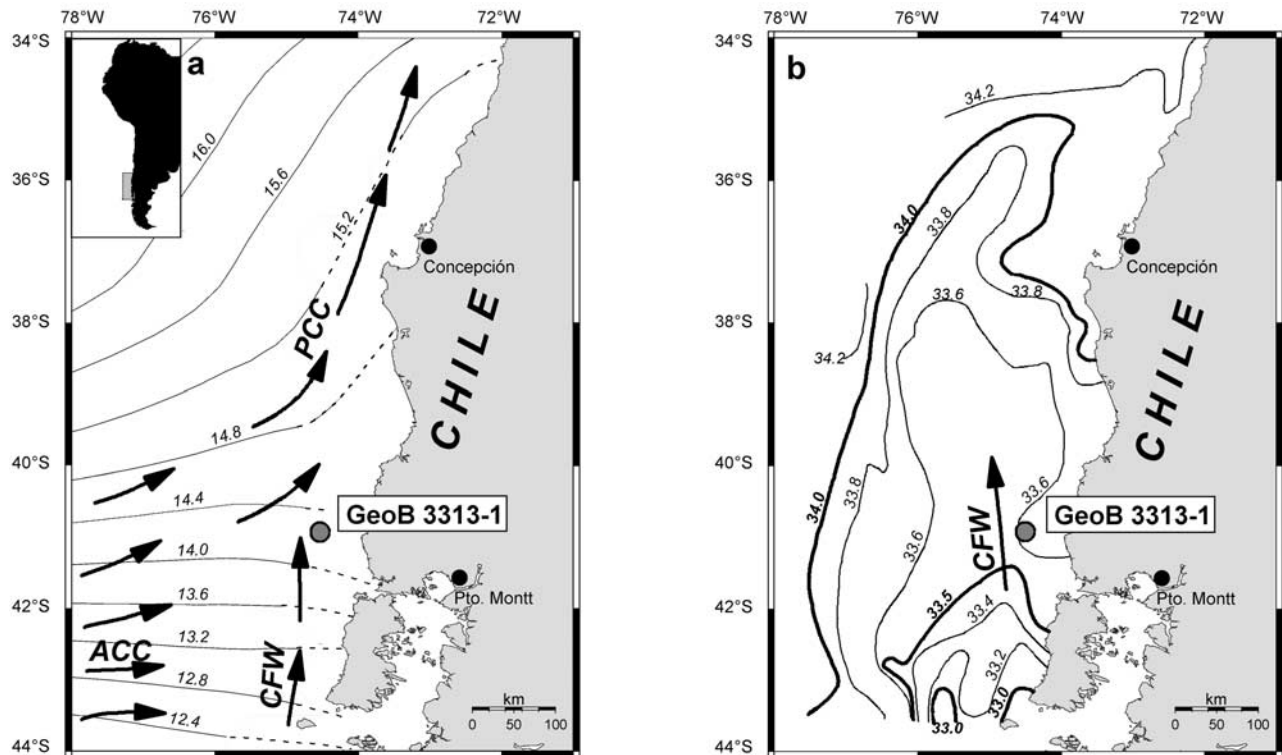 78°W 76°W 74°W 72°W
34°S
36°S
38°S
40°S
42°S
44°S
a
16.0
15.6
15.2
PCC
Concepción
CHILE
14.8
14.4
GeoB 3313-1
14.0
13.6
Pto. Montt
13.2
ACC
CFW
12.8
12.4
km
0 50 100
78°W 76°W 74°W 72°W
34°S
36°S
38°S
40°S
42°S
44°S
b
34.2
34.0
33.8
Concepción
33.8
33.6
34.2
CHILE
34.0
33.8
33.6
33.6
CFW
GeoB 3313-1
33.5
33.4
Pto. Montt
33.2
33.0
33.0
km
0 50 100